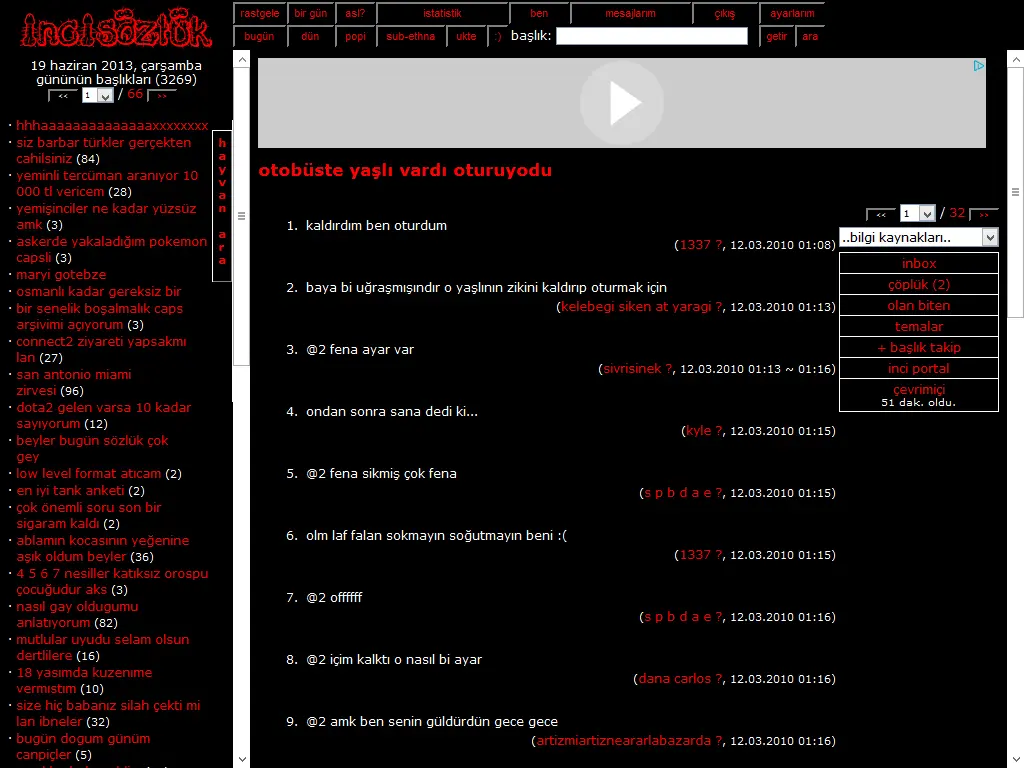 incisözlük
rastgele bir gün asl? istatistik ben mesajlarım çıkış ayarlarım
bugün dün popi sub-ethna ukte :) başlık: getir ara
19 haziran 2013, çarşamba
gününün başlıkları (3269)
<< 1 / 66 >>
· hhhaaaaaaaaaaaaaaxxxxxxxx
· siz barbar türkler gerçekten
cahilsiniz (84)
· yeminli tercüman aranıyor 10
000 tl vericem (28)
· yemişinciler ne kadar yüzsüz
amk (3)
· askerde yakaladığım pokemon
capsli (3)
· maryi gotebze
· osmanlı kadar gereksiz bir
· bir senelik boşalmalık caps
arşivimi açıyorum (3)
· connect2 ziyareti yapsakmı
lan (27)
· san antonio miami
zirvesi (96)
· dota2 gelen varsa 10 kadar
sayıyorum (12)
· beyler bugün sözlük çok
gey
· low level format atıcam (2)
· en iyi tank anketi (2)
· çok önemli soru son bir
sigaram kaldı (2)
· ablamın kocasının yeğenine
aşık oldum beyler (36)
· 4 5 6 7 nesiller katıksız orospu
çocuğudur aks (3)
· nasıl gay oldugumu
anlatıyorum (82)
· mutlular uyudu selam olsun
dertlilere (16)
· 18 yasımda kuzenıme
vermıstım (10)
· size hiç babanız silah çekti mi
lan ibneler (32)
· bugün dogum günüm
canpiçler (5)
hayvan ara
otobüste yaşlı vardı oturuyodu
<< 1 / 32 >>
1. kaldırdım ben oturdum
(1337 ?, 12.03.2010 01:08)
2. baya bi uğraşmışındır o yaşlının zikini kaldırıp oturmak için
(kelebegi siken at yaragi ?, 12.03.2010 01:13)
3. @2 fena ayar var
(sivrisinek ?, 12.03.2010 01:13 ~ 01:16)
4. ondan sonra sana dedi ki...
(kyle ?, 12.03.2010 01:15)
5. @2 fena sikmiş çok fena
(s p b d a e ?, 12.03.2010 01:15)
6. olm laf falan sokmayın soğutmayın beni :(
(1337 ?, 12.03.2010 01:15)
7. @2 offffff
(s p b d a e ?, 12.03.2010 01:16)
8. @2 içim kalktı o nasıl bi ayar
(dana carlos ?, 12.03.2010 01:16)
9. @2 amk ben senin güldürdün gece gece
(artizmiartizneararlabazarda ?, 12.03.2010 01:16)
..bilgi kaynakları..
inbox
çöplük (2)
olan biten
temalar
+ başlık takip
inci portal
çevrimiçi
51 dak. oldu.